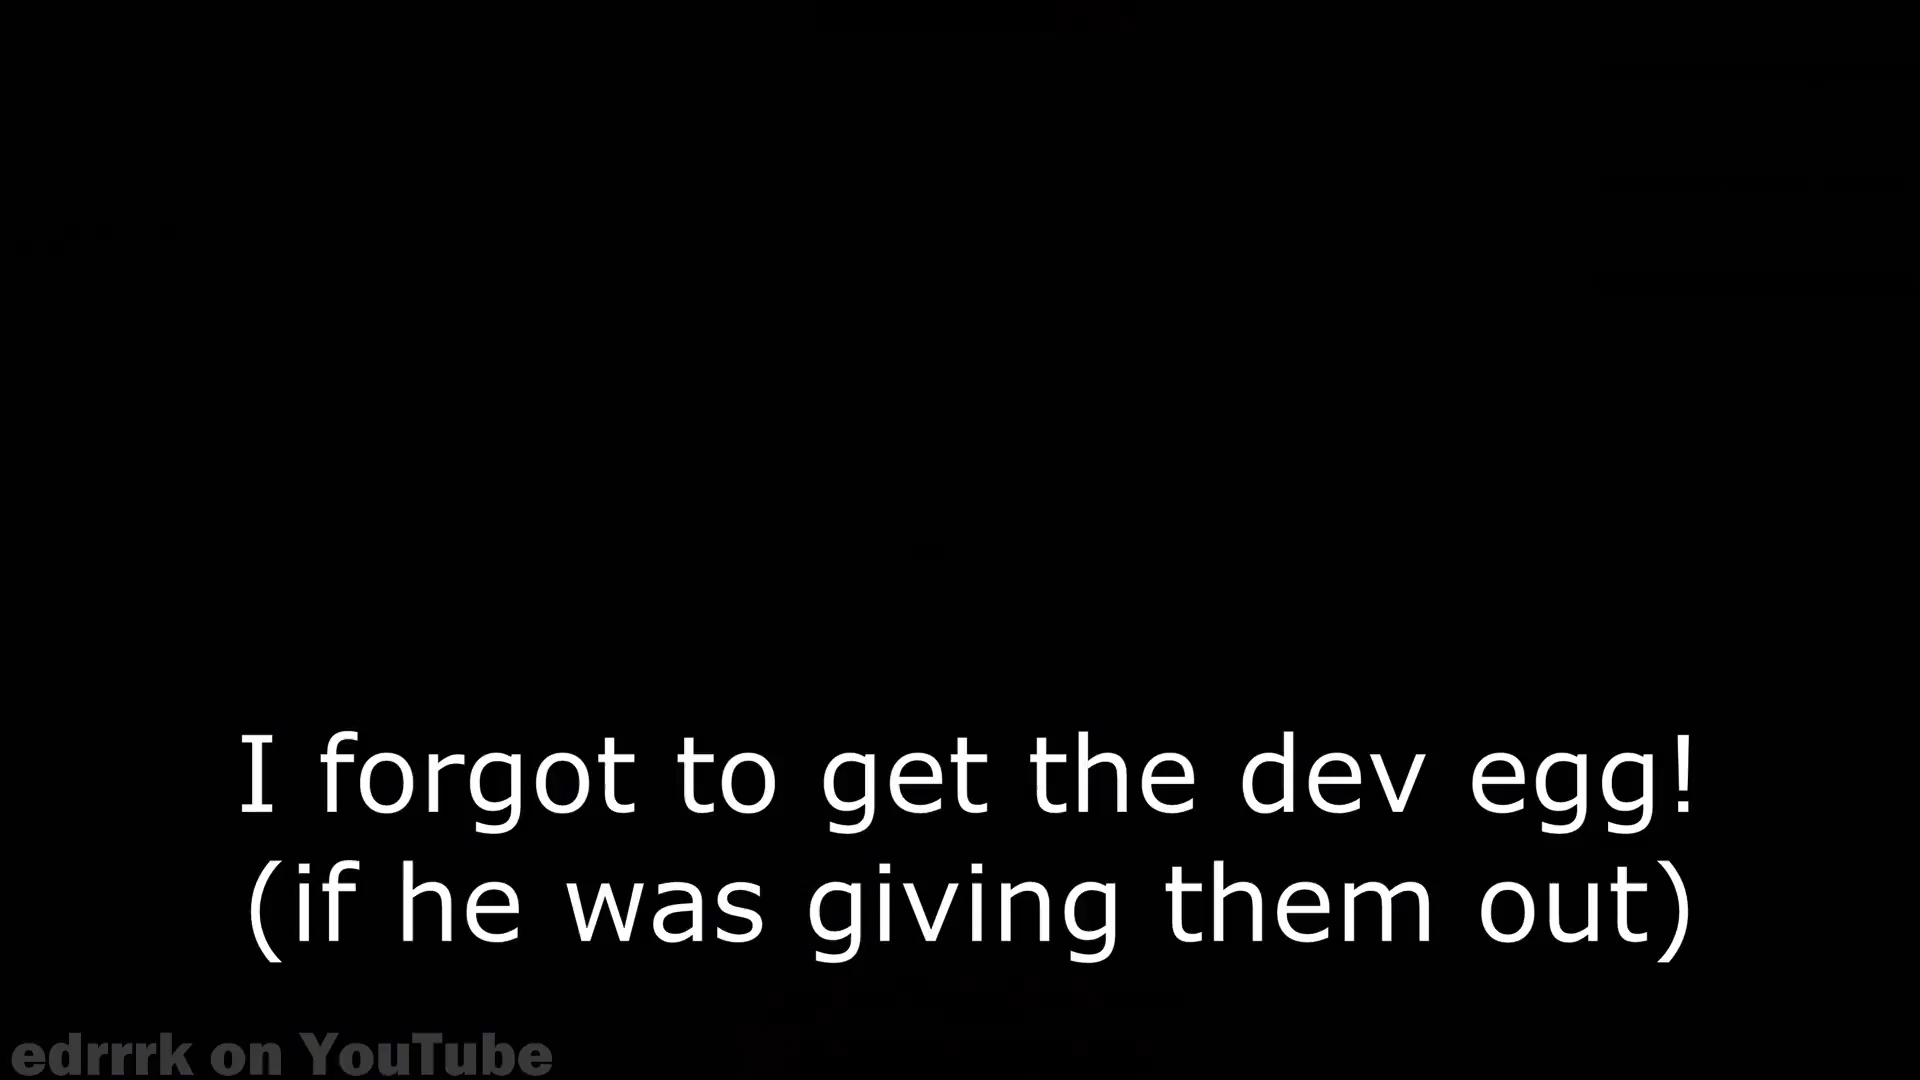 I forgot to get the dev egg!
(if he was giving them out)
edrrrk on YouTube